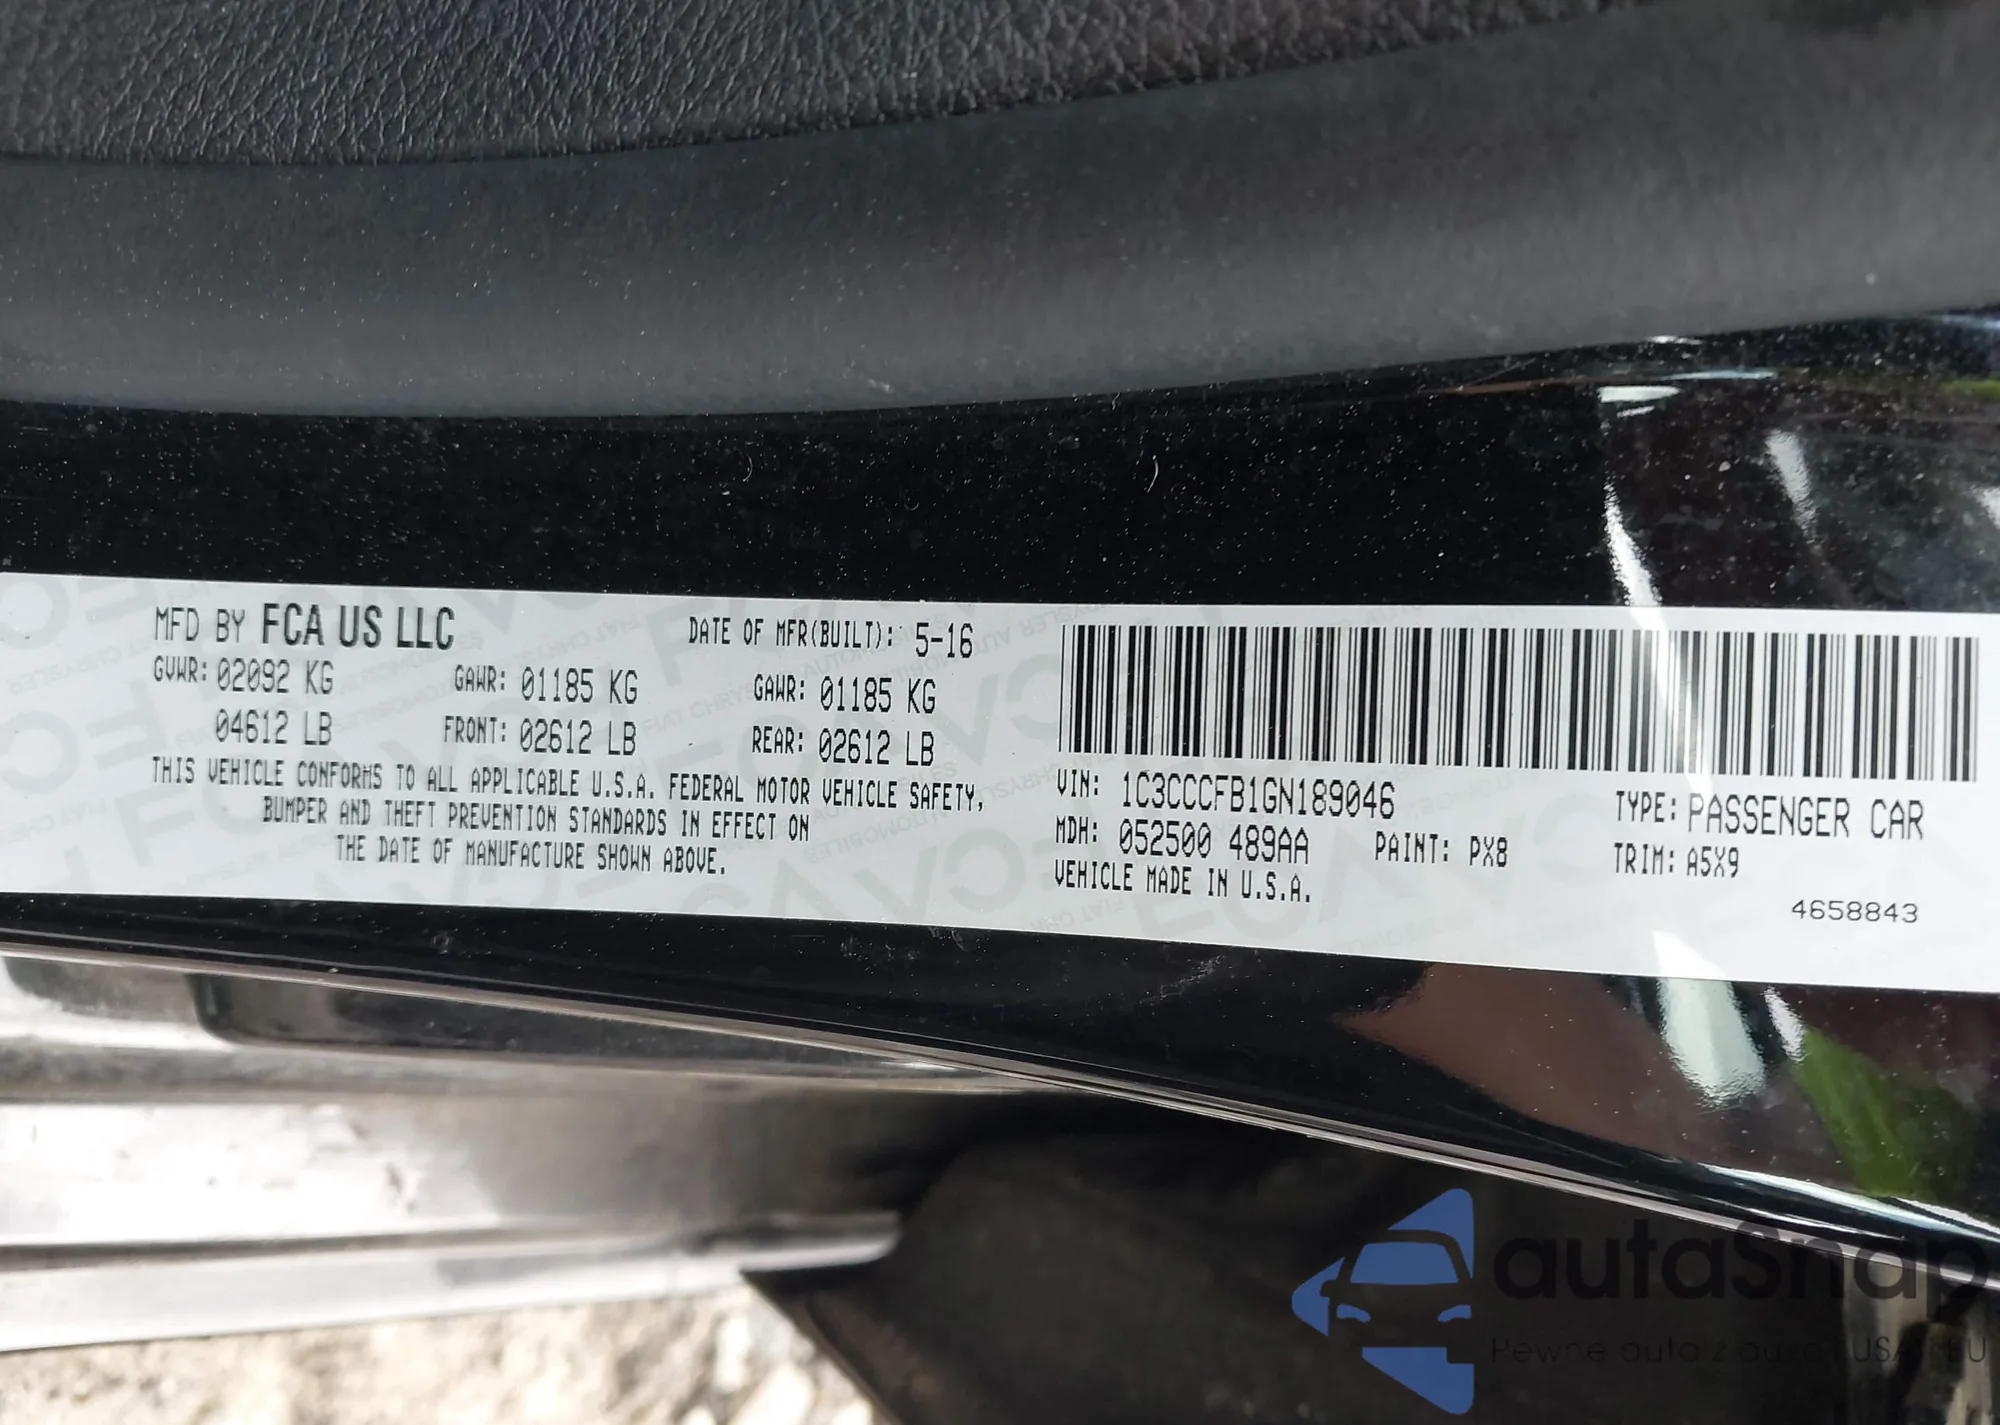 MFD BY FCA US LLC
DATE OF MFR(BUILT): 5-16
GVWR: 02092 KG
GAWR: 01185 KG
GAWR: 01185 KG
04612 LB
FRONT: 02612 LB
REAR: 02612 LB
THIS VEHICLE CONFORMS TO ALL APPLICABLE U.S.A. FEDERAL MOTOR VEHICLE SAFETY,
BUMPER AND THEFT PREVENTION STANDARDS IN EFFECT ON
THE DATE OF MANUFACTURE SHOWN ABOVE.
VIN: 1C3CCCFB1GN189046
TYPE: PASSENGER CAR
MDH: 052500 489AA
PAINT: PX8
TRIM: A5X9
VEHICLE MADE IN U.S.A.
4658843
autaSnap
Pewne auta z